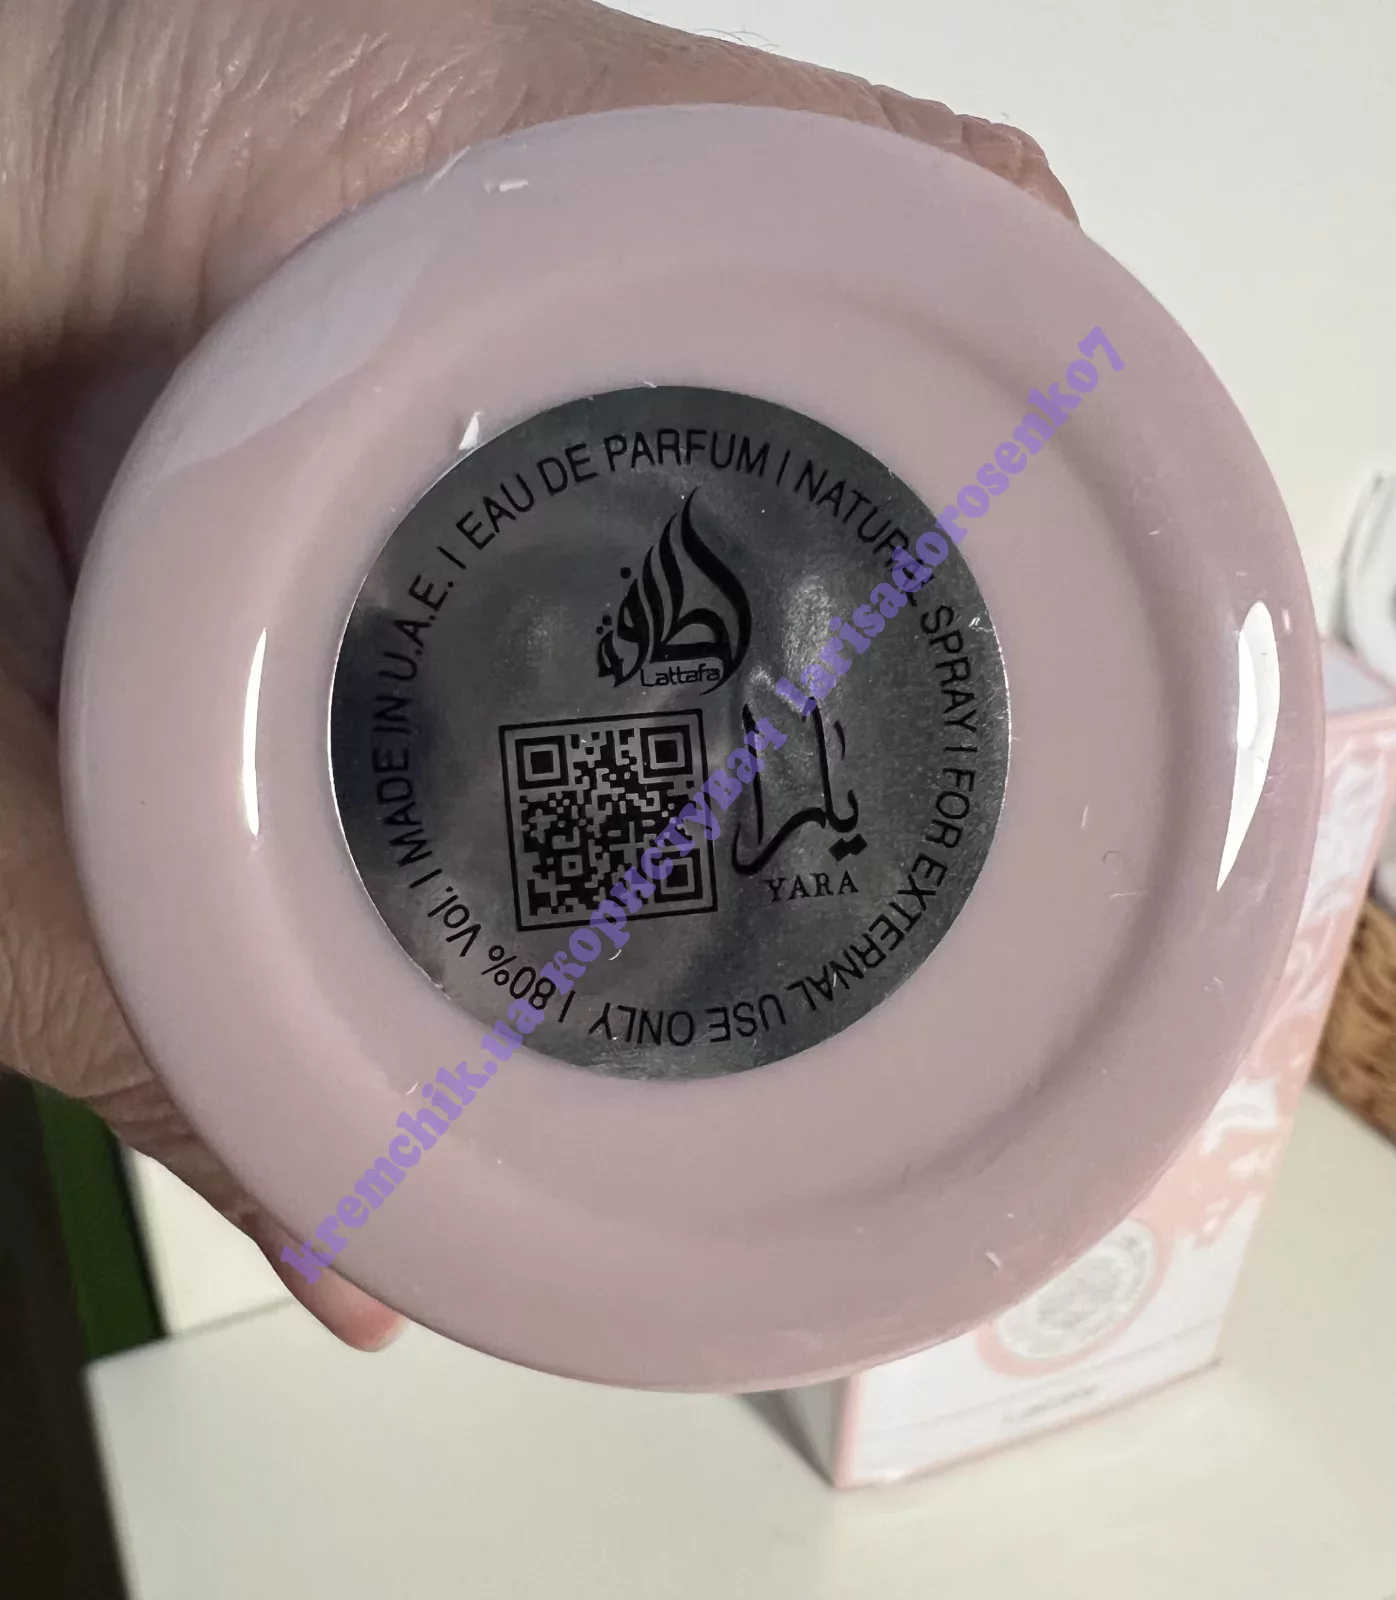 EAU DE PARFUM | NATURAL SPRAY | FOR EXTERNAL USE ONLY | 80% Vol. | MADE IN U.A.E. |
لطافة
Lattafa
يارا
YARA
kremchik.ua користувач larisadorosenko7